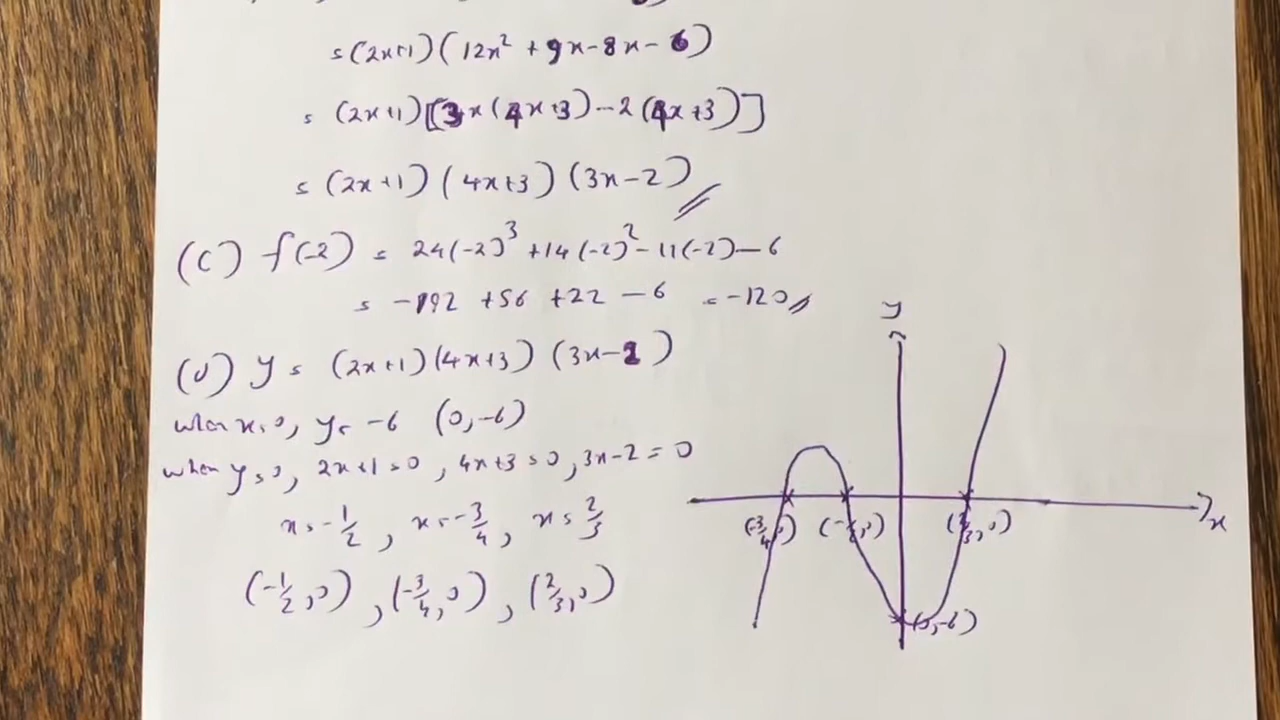 = (2x+1)(12x² + 9x-8x-6)
= (2x+1)[3x(4x+3)-2(4x+3)]
= (2x+1)(4x+3)(3x-2)
(c) f(-2) = 24(-2)³ +14(-2)² - 11(-2) - 6
= -192 +56 +22 -6 = -120
(d) y = (2x+1)(4x+3)(3x-2)
when x=0, y= -6 (0,-6)
when y=0, 2x+1=0, 4x+3=0, 3x-2=0
x=-1/2, x=-3/4, x=2/3
(-1/2,0), (-3/4,0), (2/3,0)
y
x
(-3/4,0) (-1/2,0) (2/3,0)
(0,-6)